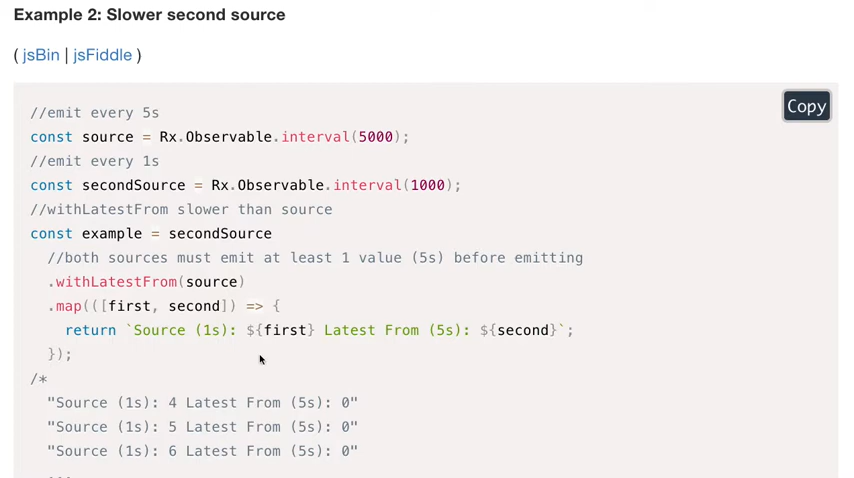 Example 2: Slower second source
( jsBin | jsFiddle )
Copy
//emit every 5s
const source = Rx.Observable.interval(5000);
//emit every 1s
const secondSource = Rx.Observable.interval(1000);
//withLatestFrom slower than source
const example = secondSource
  //both sources must emit at least 1 value (5s) before emitting
  .withLatestFrom(source)
  .map(([first, second]) => {
    return `Source (1s): ${first} Latest From (5s): ${second}`;
  });
/*
  "Source (1s): 4 Latest From (5s): 0"
  "Source (1s): 5 Latest From (5s): 0"
  "Source (1s): 6 Latest From (5s): 0"
  ...